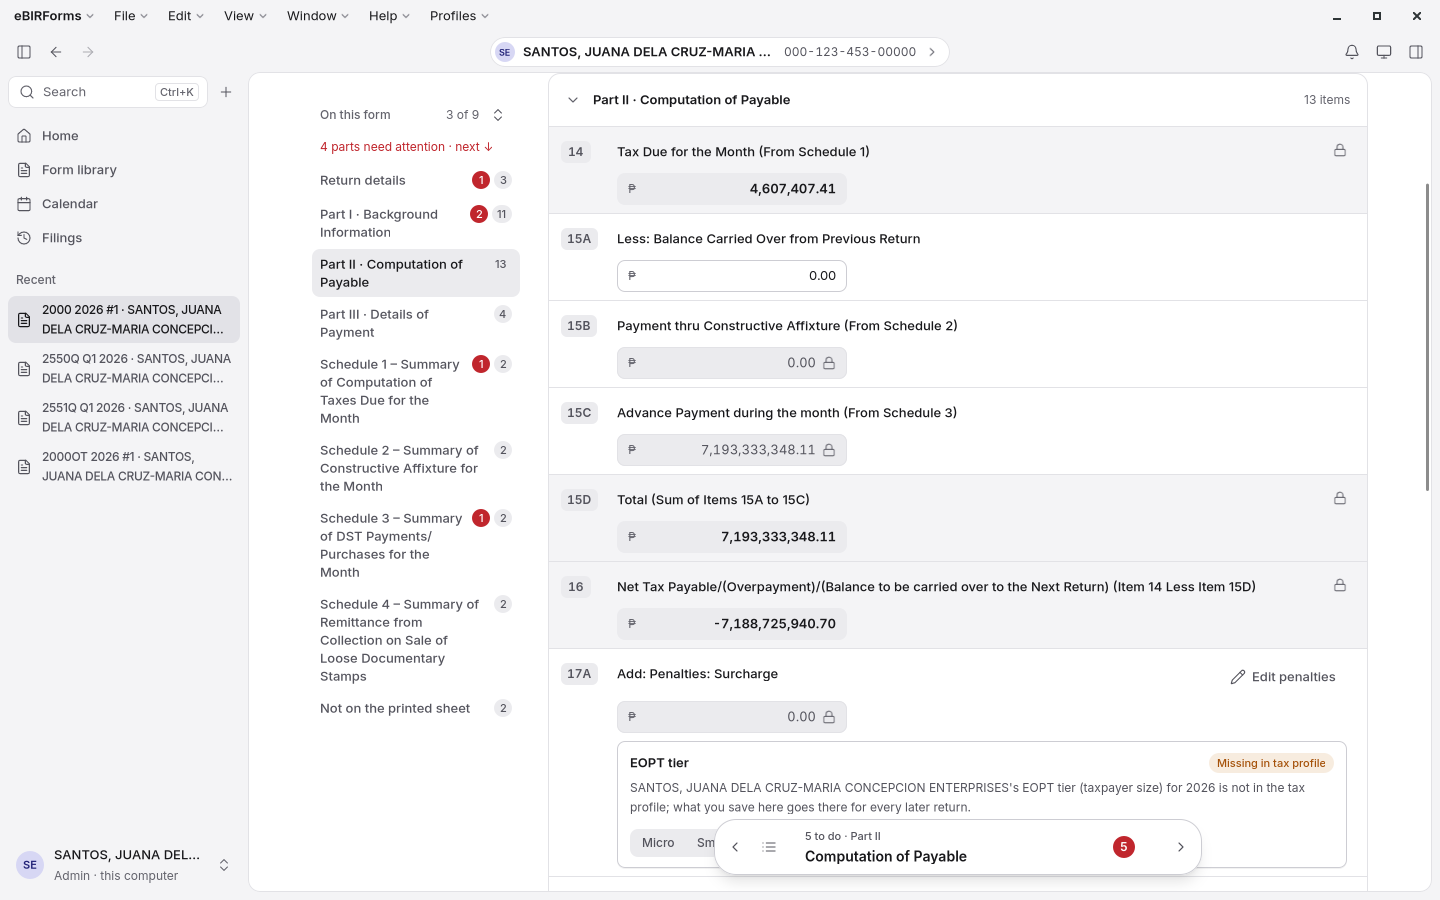 eBIRForms File Edit View Window Help Profiles
SE SANTOS, JUANA DELA CRUZ-MARIA ... 000-123-453-00000
Search Ctrl+K
Home
Form library
Calendar
Filings
Recent
2000 2026 #1 · SANTOS, JUANA
DELA CRUZ-MARIA CONCEPCI...
2550Q Q1 2026 · SANTOS, JUANA
DELA CRUZ-MARIA CONCEPCI...
2551Q Q1 2026 · SANTOS, JUANA
DELA CRUZ-MARIA CONCEPCI...
2000OT 2026 #1 · SANTOS,
JUANA DELA CRUZ-MARIA CON...
SE
SANTOS, JUANA DEL...
Admin · this computer
On this form 3 of 9
4 parts need attention · next ↓
Return details 1 3
Part I · Background 2 11
Information
Part II · Computation of 13
Payable
Part III · Details of 4
Payment
Schedule 1 – Summary 1 2
of Computation of
Taxes Due for the
Month
Schedule 2 – Summary of 2
Constructive Affixture for
the Month
Schedule 3 – Summary 1 2
of DST Payments/
Purchases for the
Month
Schedule 4 – Summary of 2
Remittance from
Collection on Sale of
Loose Documentary
Stamps
Not on the printed sheet 2
Part II · Computation of Payable 13 items
14 Tax Due for the Month (From Schedule 1)
₱ 4,607,407.41
15A Less: Balance Carried Over from Previous Return
₱ 0.00
15B Payment thru Constructive Affixture (From Schedule 2)
₱ 0.00
15C Advance Payment during the month (From Schedule 3)
₱ 7,193,333,348.11
15D Total (Sum of Items 15A to 15C)
₱ 7,193,333,348.11
16 Net Tax Payable/(Overpayment)/(Balance to be carried over to the Next Return) (Item 14 Less Item 15D)
₱ -7,188,725,940.70
17A Add: Penalties: Surcharge Edit penalties
₱ 0.00
EOPT tier Missing in tax profile
SANTOS, JUANA DELA CRUZ-MARIA CONCEPCION ENTERPRISES's EOPT tier (taxpayer size) for 2026 is not in the tax
profile; what you save here goes there for every later return.
Micro
5 to do · Part II
Computation of Payable 5